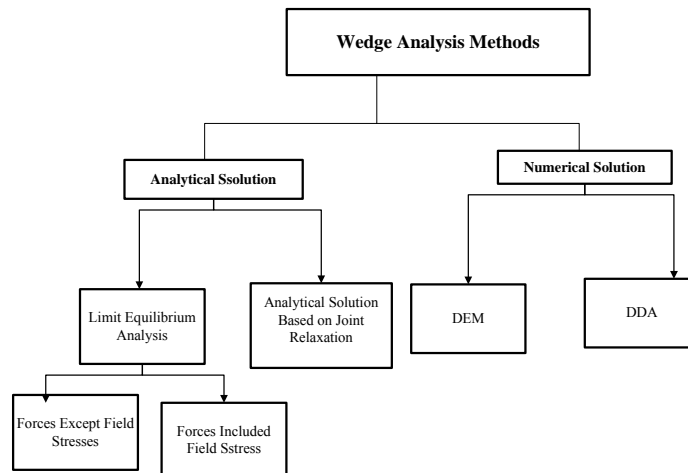 Wedge Analysis Methods
Analytical Ssolution
Numerical Solution
Limit Equilibrium
Analysis
Analytical Solution
Based on Joint
Relaxation
DEM
DDA
Forces Except Field
Stresses
Forces Included
Field Sstress